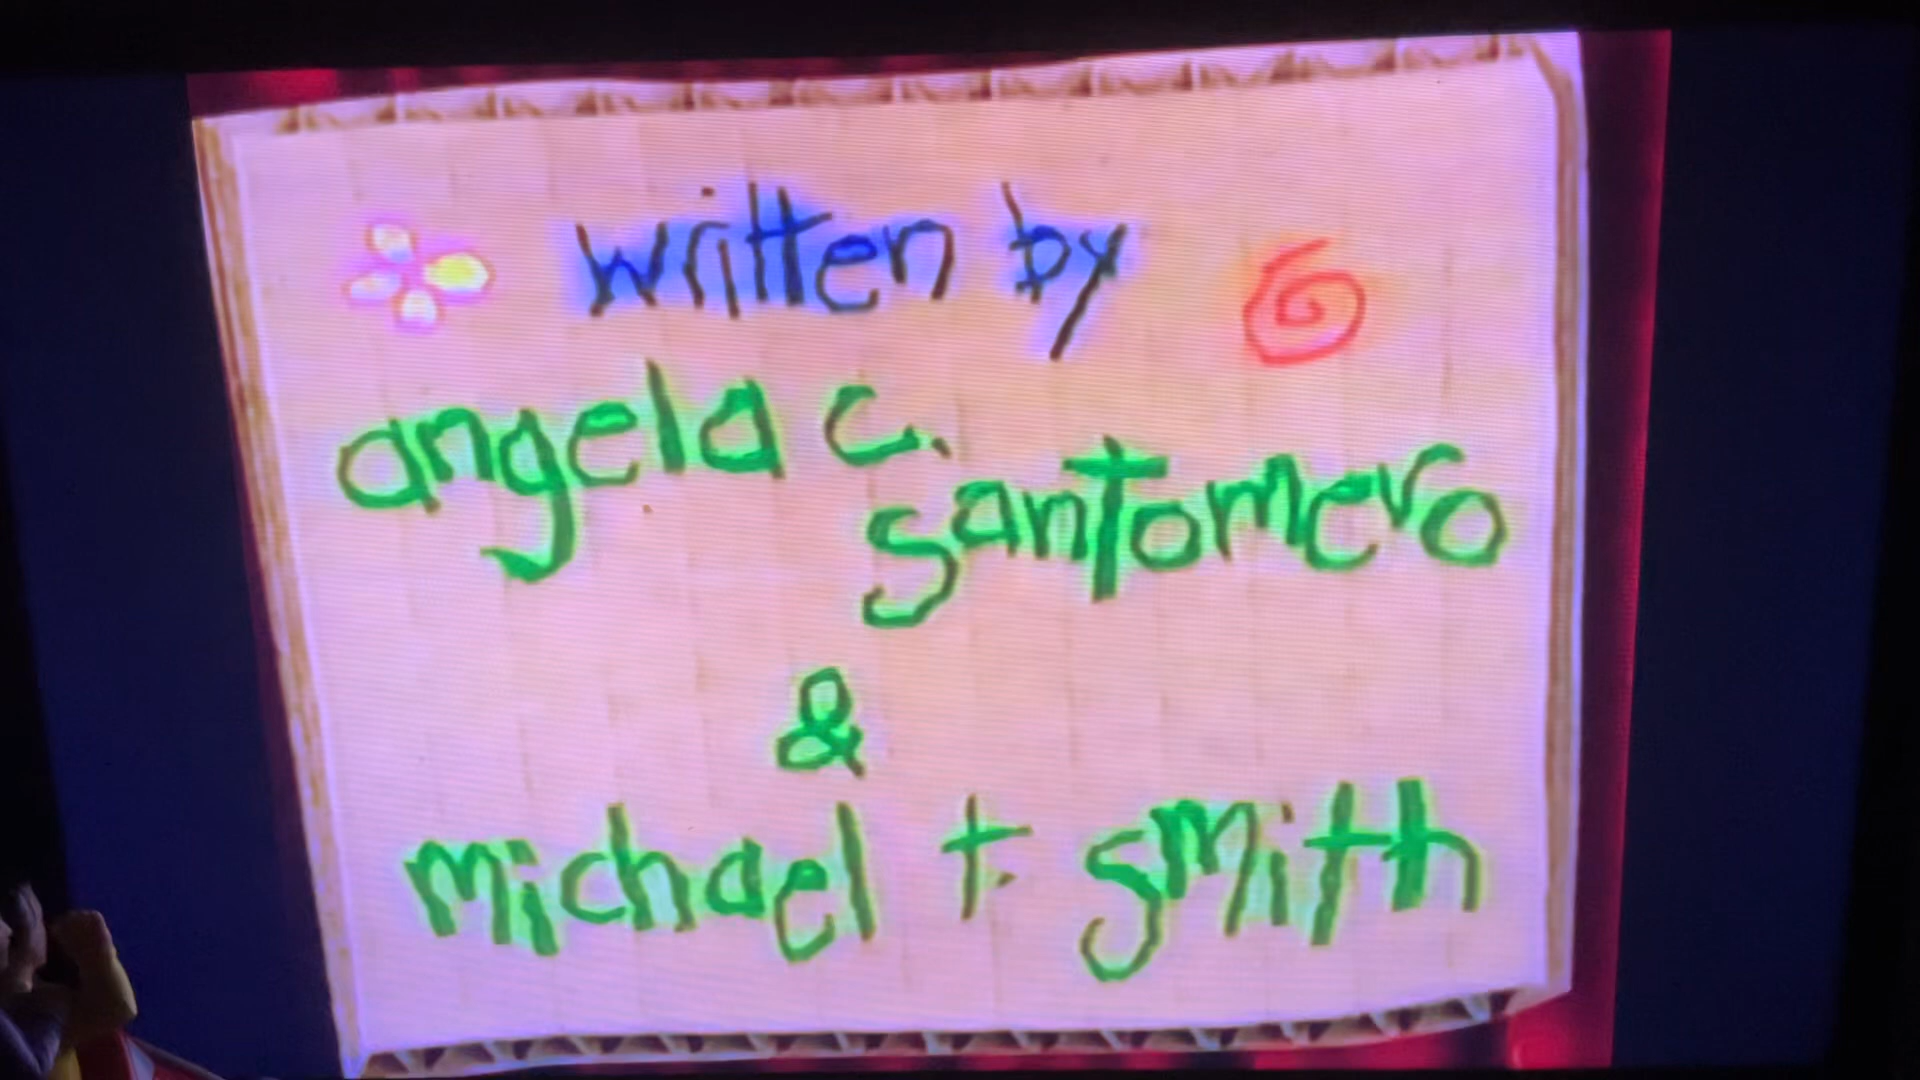 written by
angela c.
santomero
&
michael t. smith